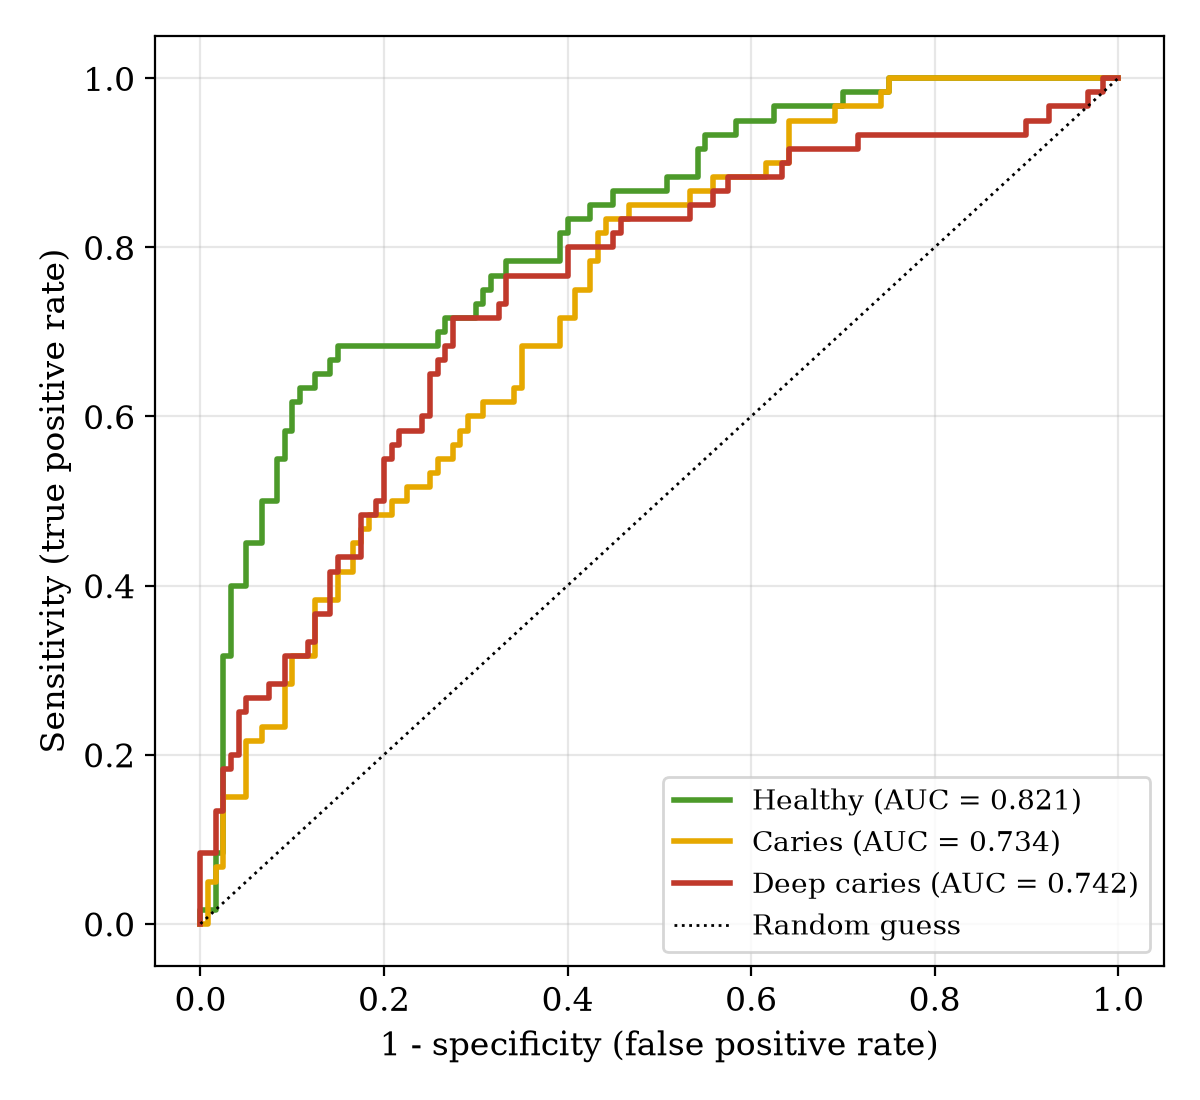 1.0
0.8
0.6
0.4
0.2
0.0
Sensitivity (true positive rate)
Healthy (AUC = 0.821)
Caries (AUC = 0.734)
Deep caries (AUC = 0.742)
Random guess
0.0 0.2 0.4 0.6 0.8 1.0
1 - specificity (false positive rate)